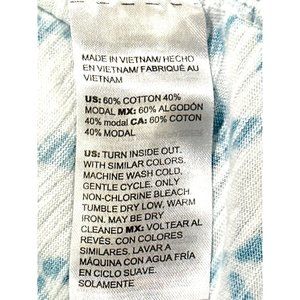 MADE IN VIETNAM/ HECHO
EN VIETNAM/ FABRIQUÉ AU
VIETNAM
US: 60% COTTON 40%
MODAL MX: 60% ALGODÓN
40% modal CA: 60% COTON
40% MODAL
US: TURN INSIDE OUT.
WITH SIMILAR COLORS.
MACHINE WASH COLD,
GENTLE CYCLE. ONLY
NON-CHLORINE BLEACH.
TUMBLE DRY LOW, WARM
IRON. MAY BE DRY
CLEANED MX: VOLTEAR AL
REVÉS. CON COLORES
SIMILARES. LAVAR A
MÁQUINA CON AGUA FRÍA
EN CICLO SUAVE.
SOLAMENTE